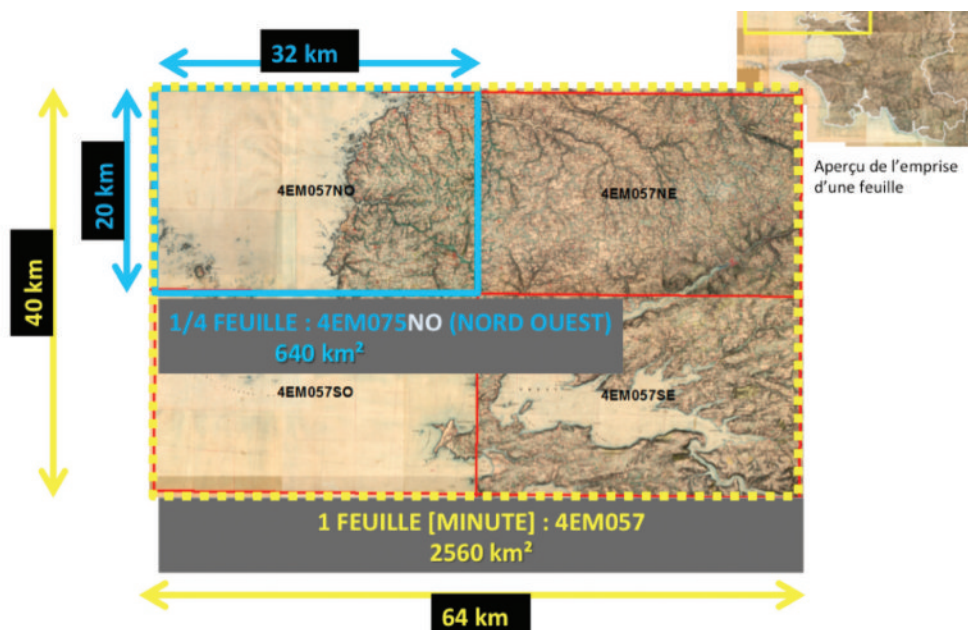 32 km
20 km
40 km
4EM057NO
4EM057NE
Aperçu de l'emprise
d'une feuille
1/4 FEUILLE : 4EM075NO (NORD OUEST)
640 km²
4EM057SO
4EM057SE
1 FEUILLE [MINUTE] : 4EM057
2560 km²
64 km